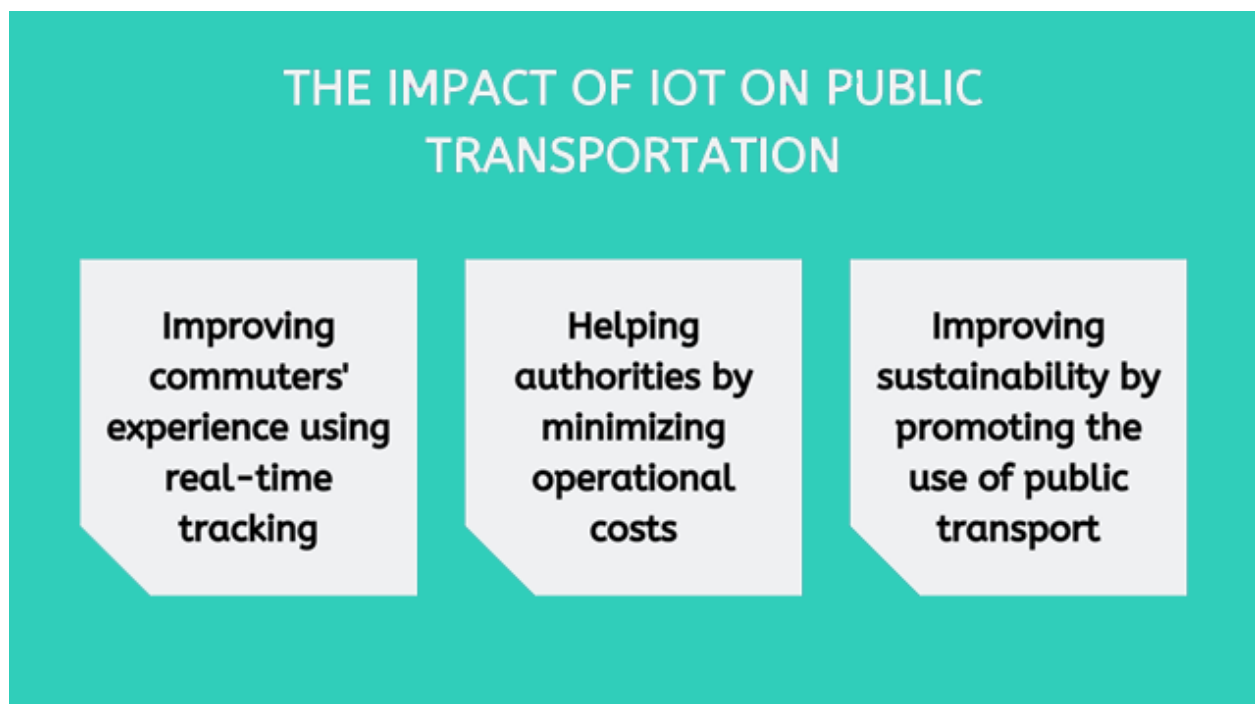 THE IMPACT OF IOT ON PUBLIC
TRANSPORTATION
Improving
commuters'
experience using
real-time
tracking
Helping
authorities by
minimizing
operational
costs
Improving
sustainability by
promoting the
use of public
transport